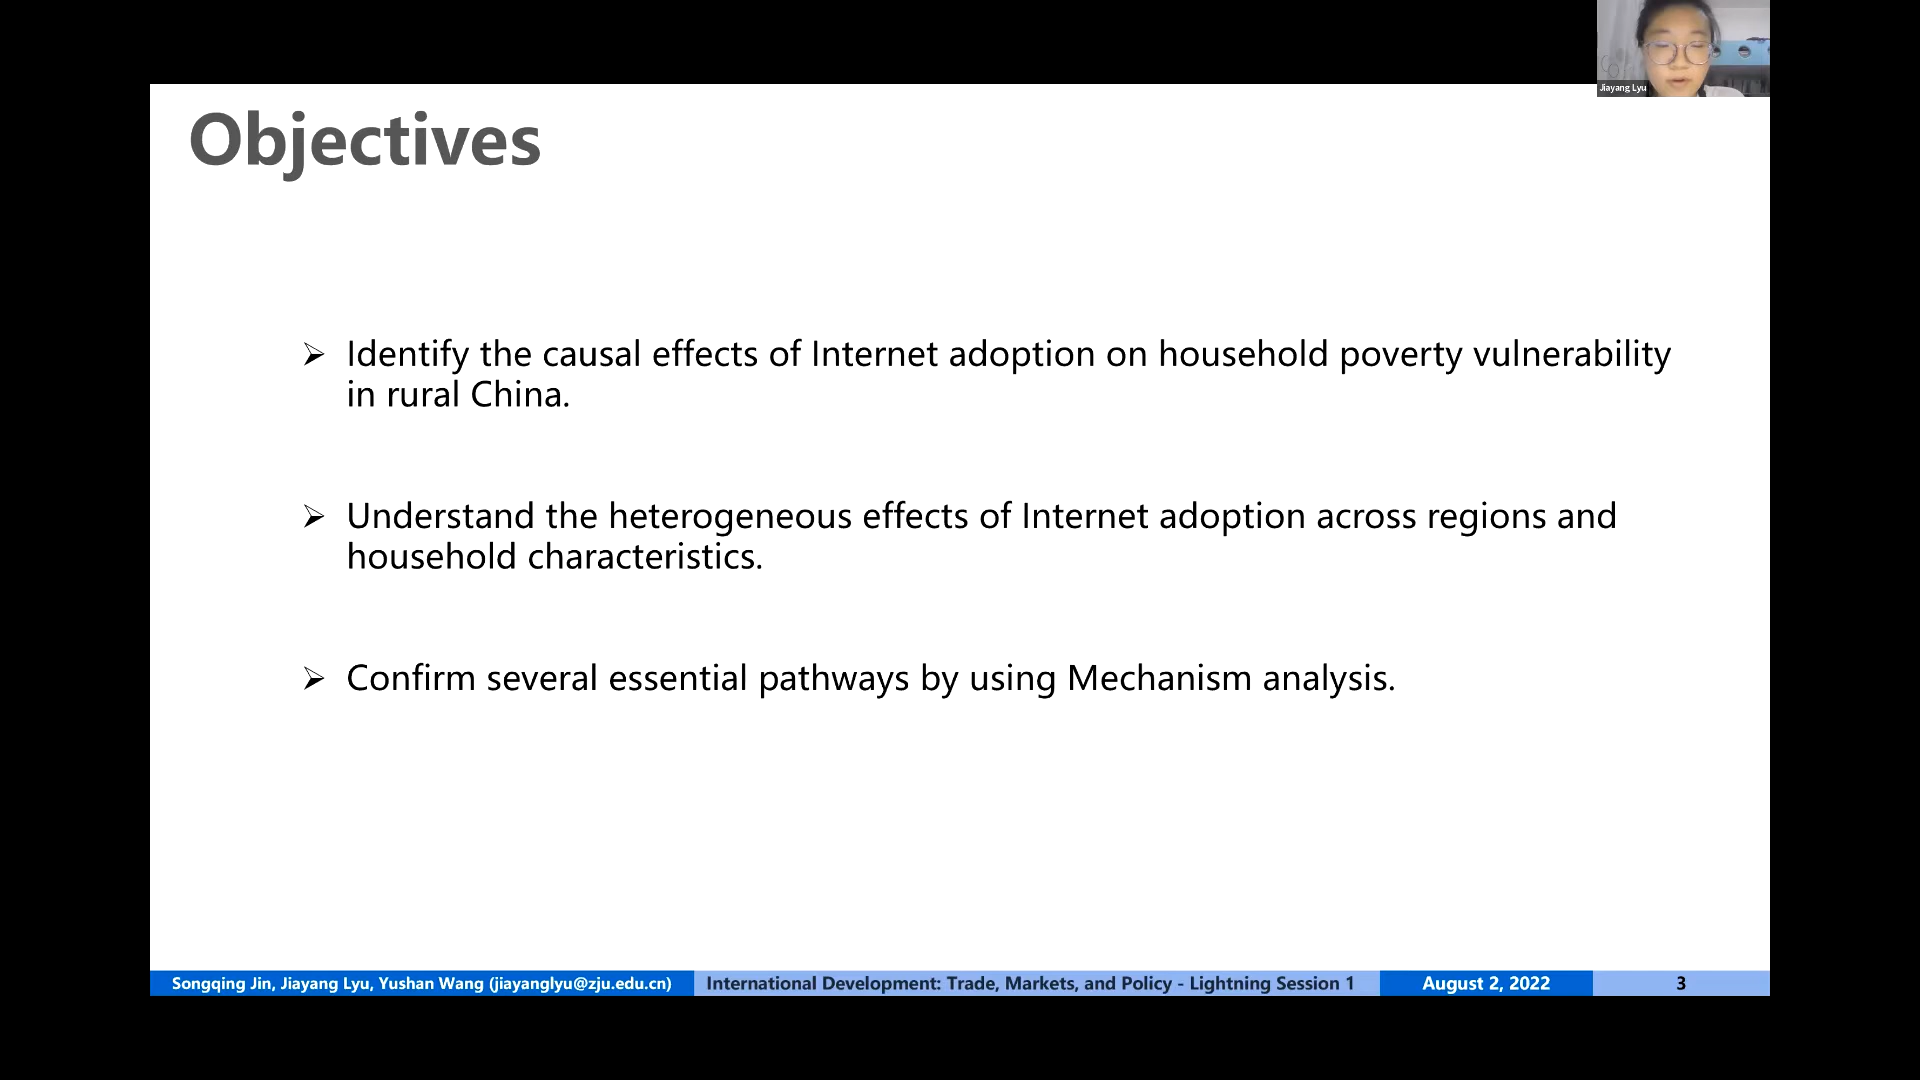 Jiayang Lyu
Objectives
➢ Identify the causal effects of Internet adoption on household poverty vulnerability
in rural China.
➢ Understand the heterogeneous effects of Internet adoption across regions and
household characteristics.
➢ Confirm several essential pathways by using Mechanism analysis.
Songqing Jin, Jiayang Lyu, Yushan Wang (jiayanglyu@zju.edu.cn)
International Development: Trade, Markets, and Policy - Lightning Session 1
August 2, 2022
3